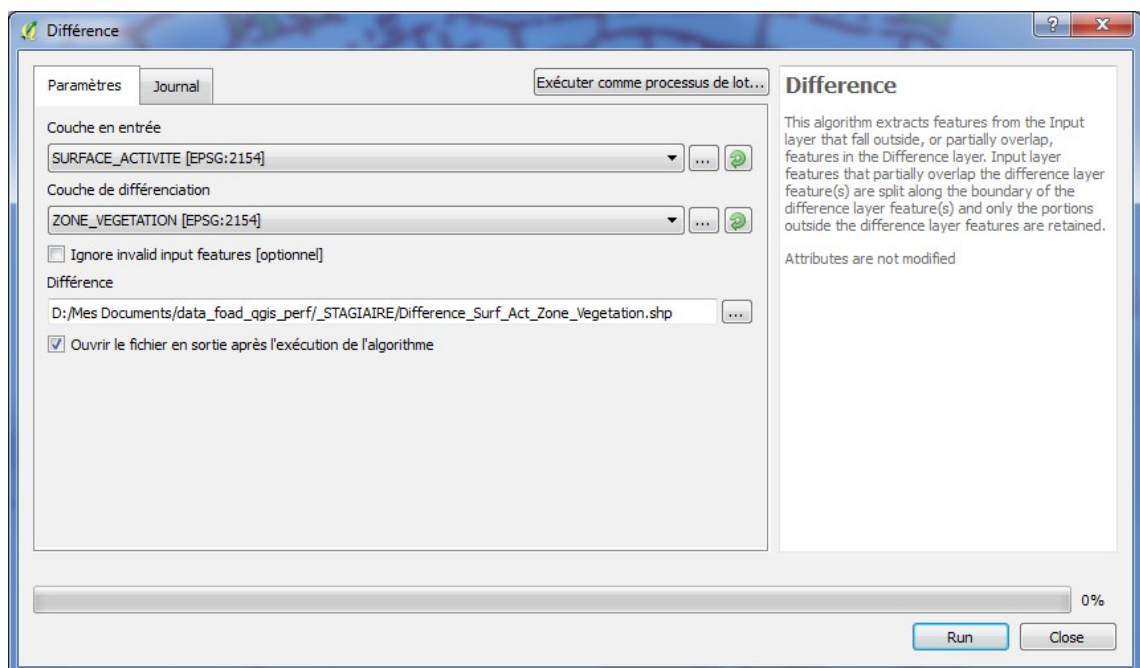 Différence
Paramètres
Journal
Exécuter comme processus de lot...
Couche en entrée
SURFACE_ACTIVITE [EPSG:2154]
...
Couche de différenciation
ZONE_VEGETATION [EPSG:2154]
...
Ignore invalid input features [optionnel]
Différence
D:/Mes Documents/data_foad_qgis_perf/_STAGIAIRE/Difference_Surf_Act_Zone_Vegetation.shp
...
Ouvrir le fichier en sortie après l'exécution de l'algorithme
Difference
This algorithm extracts features from the Input
layer that fall outside, or partially overlap,
features in the Difference layer. Input layer
features that partially overlap the difference layer
feature(s) are split along the boundary of the
difference layer feature(s) and only the portions
outside the difference layer features are retained.
Attributes are not modified
0%
Run
Close